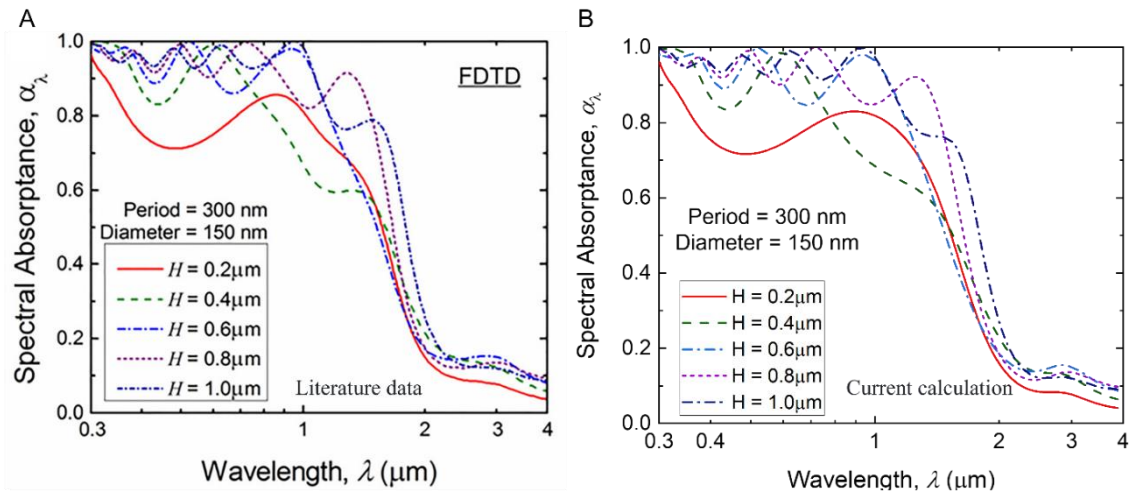 A
Spectral Absorptance, αλ
1.0
0.8
0.6
0.4
0.2
0.0
FDTD
Period = 300 nm
Diameter = 150 nm
H = 0.2μm
H = 0.4μm
H = 0.6μm
H = 0.8μm
H = 1.0μm
Literature data
0.3 1 2 3 4
Wavelength, λ (μm)
B
Spectral Absorptance, αλ
1.0
0.8
0.6
0.4
0.2
0.0
Period = 300 nm
Diameter = 150 nm
H = 0.2μm
H = 0.4μm
H = 0.6μm
H = 0.8μm
H = 1.0μm
Current calculation
0.3 0.4 1 2 3 4
Wavelength, λ (μm)